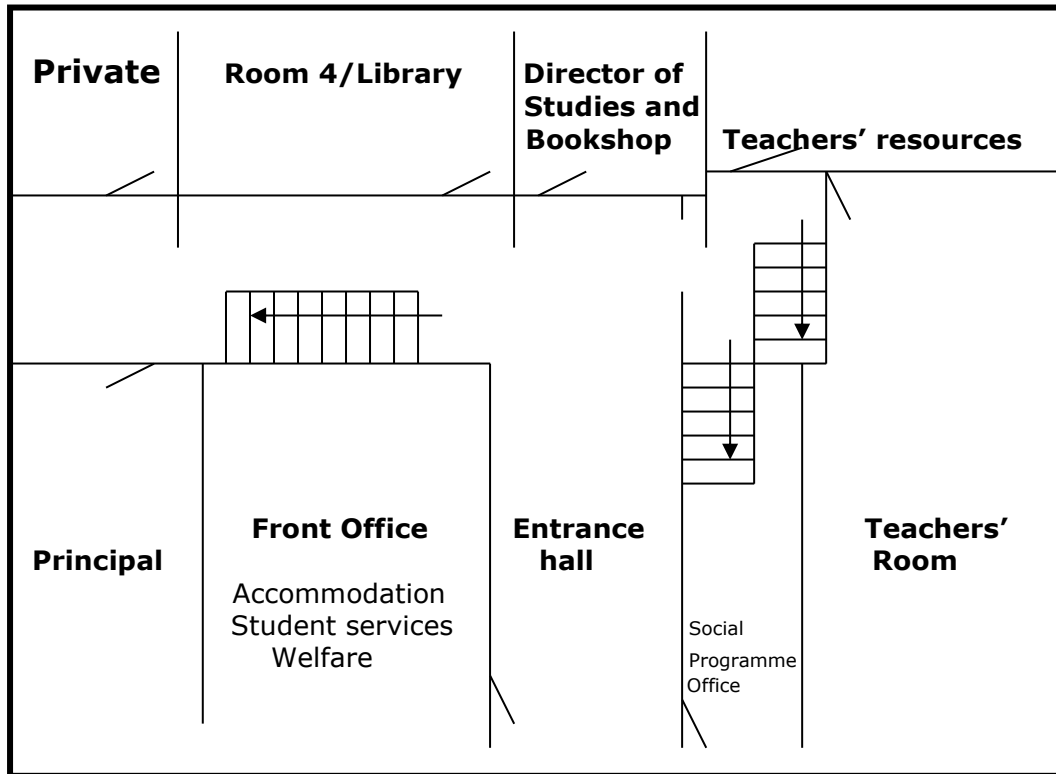 Private
Room 4/Library
Director of
Studies and
Bookshop
Teachers’ resources
Principal
Front Office
Accommodation
Student services
Welfare
Entrance
hall
Social
Programme
Office
Teachers’
Room